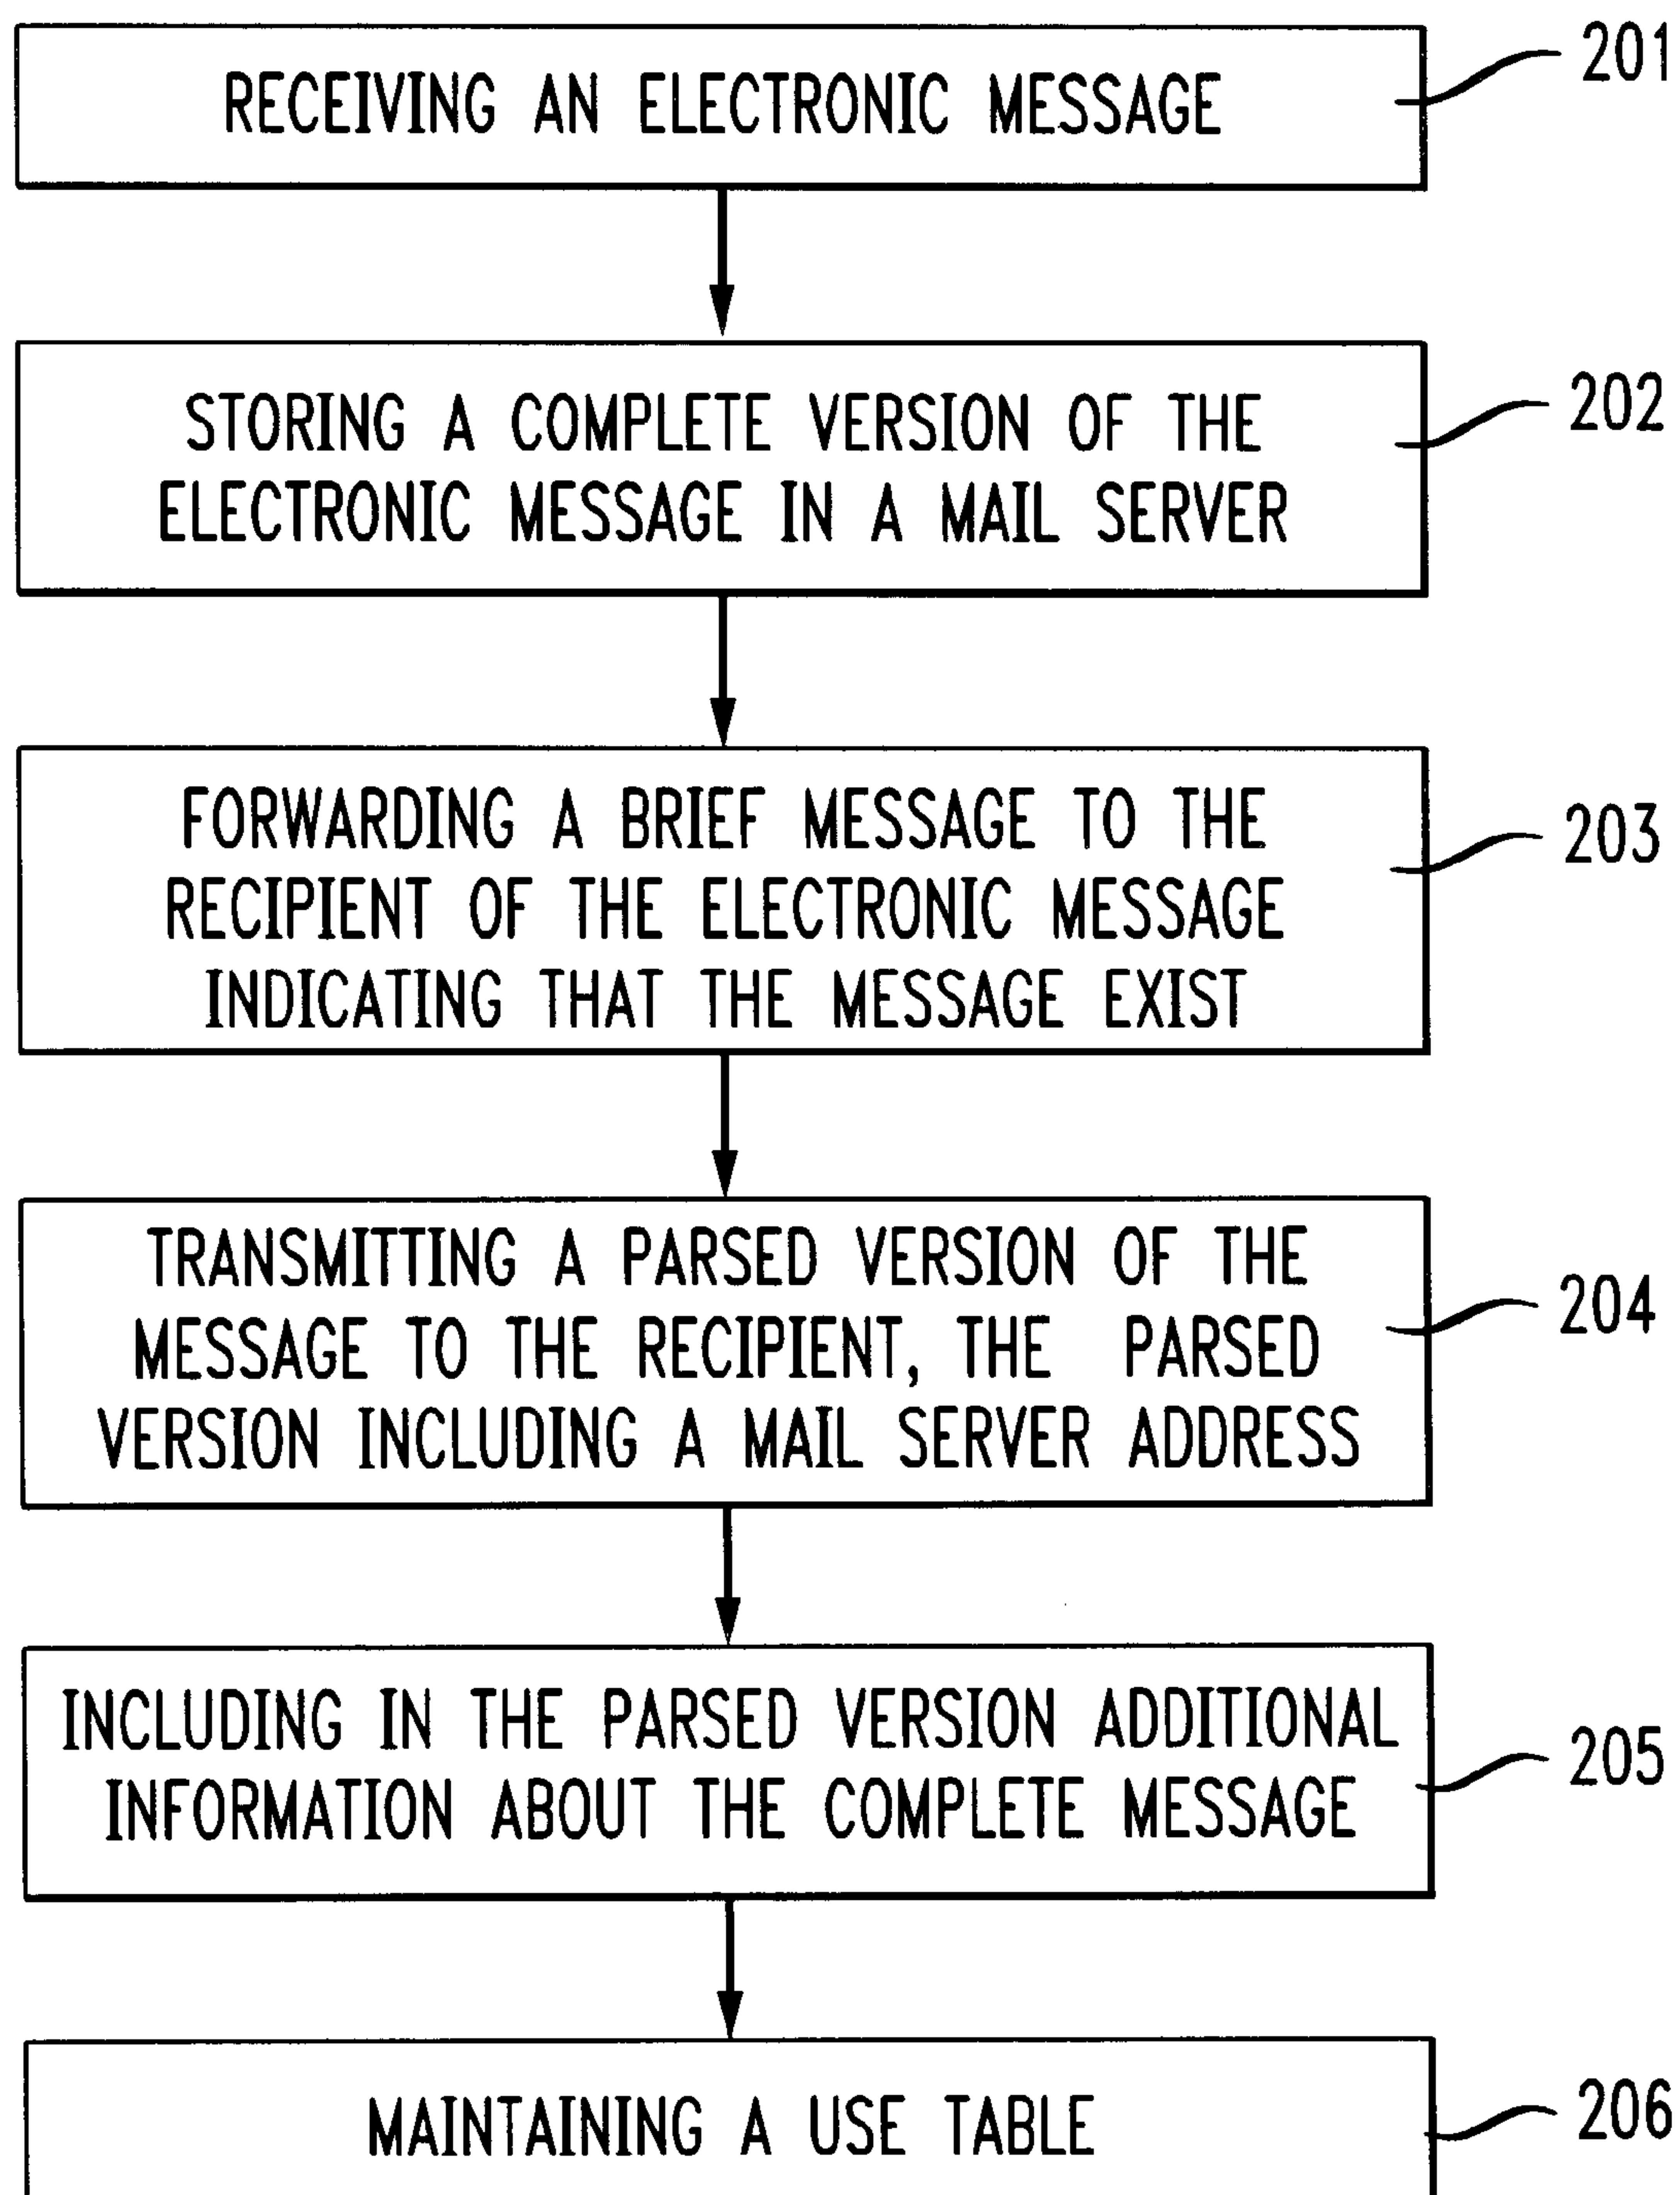 RECEIVING AN ELECTRONIC MESSAGE
201
STORING A COMPLETE VERSION OF THE
ELECTRONIC MESSAGE IN A MAIL SERVER
202
FORWARDING A BRIEF MESSAGE TO THE
RECIPIENT OF THE ELECTRONIC MESSAGE
INDICATING THAT THE MESSAGE EXIST
203
TRANSMITTING A PARSED VERSION OF THE
MESSAGE TO THE RECIPIENT, THE PARSED
VERSION INCLUDING A MAIL SERVER ADDRESS
204
INCLUDING IN THE PARSED VERSION ADDITIONAL
INFORMATION ABOUT THE COMPLETE MESSAGE
205
MAINTAINING A USE TABLE
206